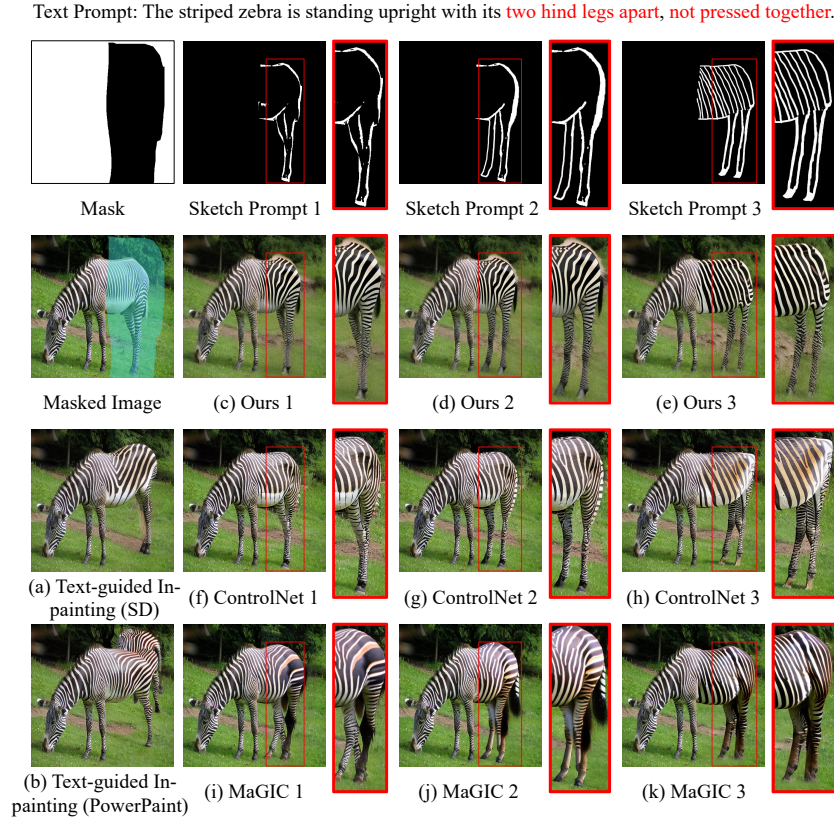 Text Prompt: The striped zebra is standing upright with its two hind legs apart, not pressed together.
Mask
Sketch Prompt 1
Sketch Prompt 2
Sketch Prompt 3
Masked Image
(c) Ours 1
(d) Ours 2
(e) Ours 3
(a) Text-guided In-
painting (SD)
(f) ControlNet 1
(g) ControlNet 2
(h) ControlNet 3
(b) Text-guided In-
painting (PowerPaint)
(i) MaGIC 1
(j) MaGIC 2
(k) MaGIC 3